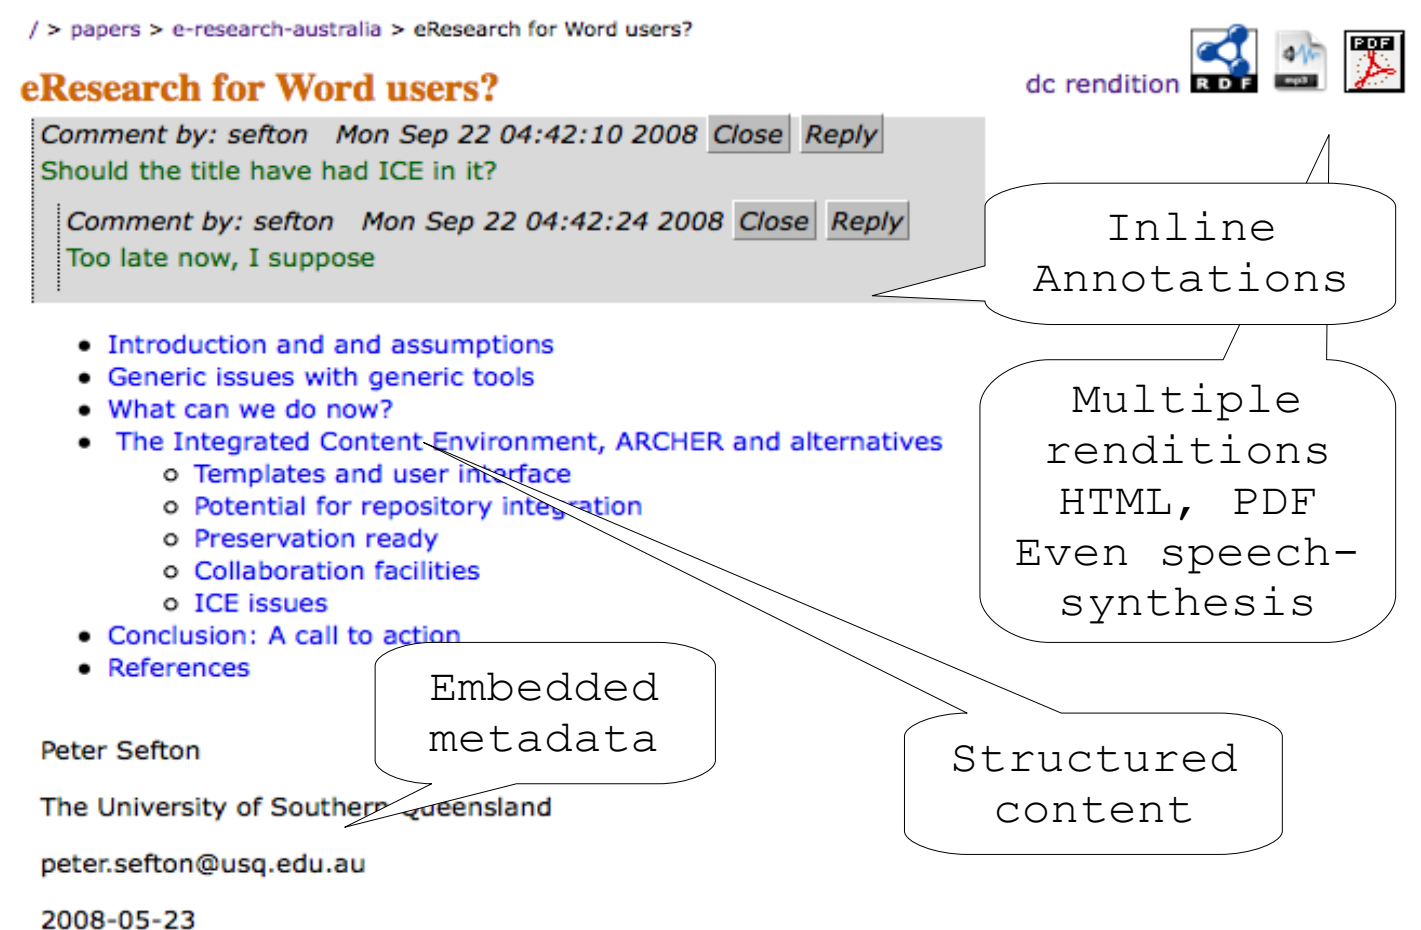 / > papers > e-research-australia > eResearch for Word users?
dc rendition
RDF
mp3
PDF
eResearch for Word users?
Comment by: sefton Mon Sep 22 04:42:10 2008 Close Reply
Should the title have had ICE in it?
Comment by: sefton Mon Sep 22 04:42:24 2008 Close Reply
Too late now, I suppose
Inline
Annotations
• Introduction and and assumptions
• Generic issues with generic tools
• What can we do now?
• The Integrated Content Environment, ARCHER and alternatives
o Templates and user interface
o Potential for repository integration
o Preservation ready
o Collaboration facilities
o ICE issues
• Conclusion: A call to action
• References
Multiple
renditions
HTML, PDF
Even speech-
synthesis
Embedded
metadata
Structured
content
Peter Sefton
The University of Southern Queensland
peter.sefton@usq.edu.au
2008-05-23